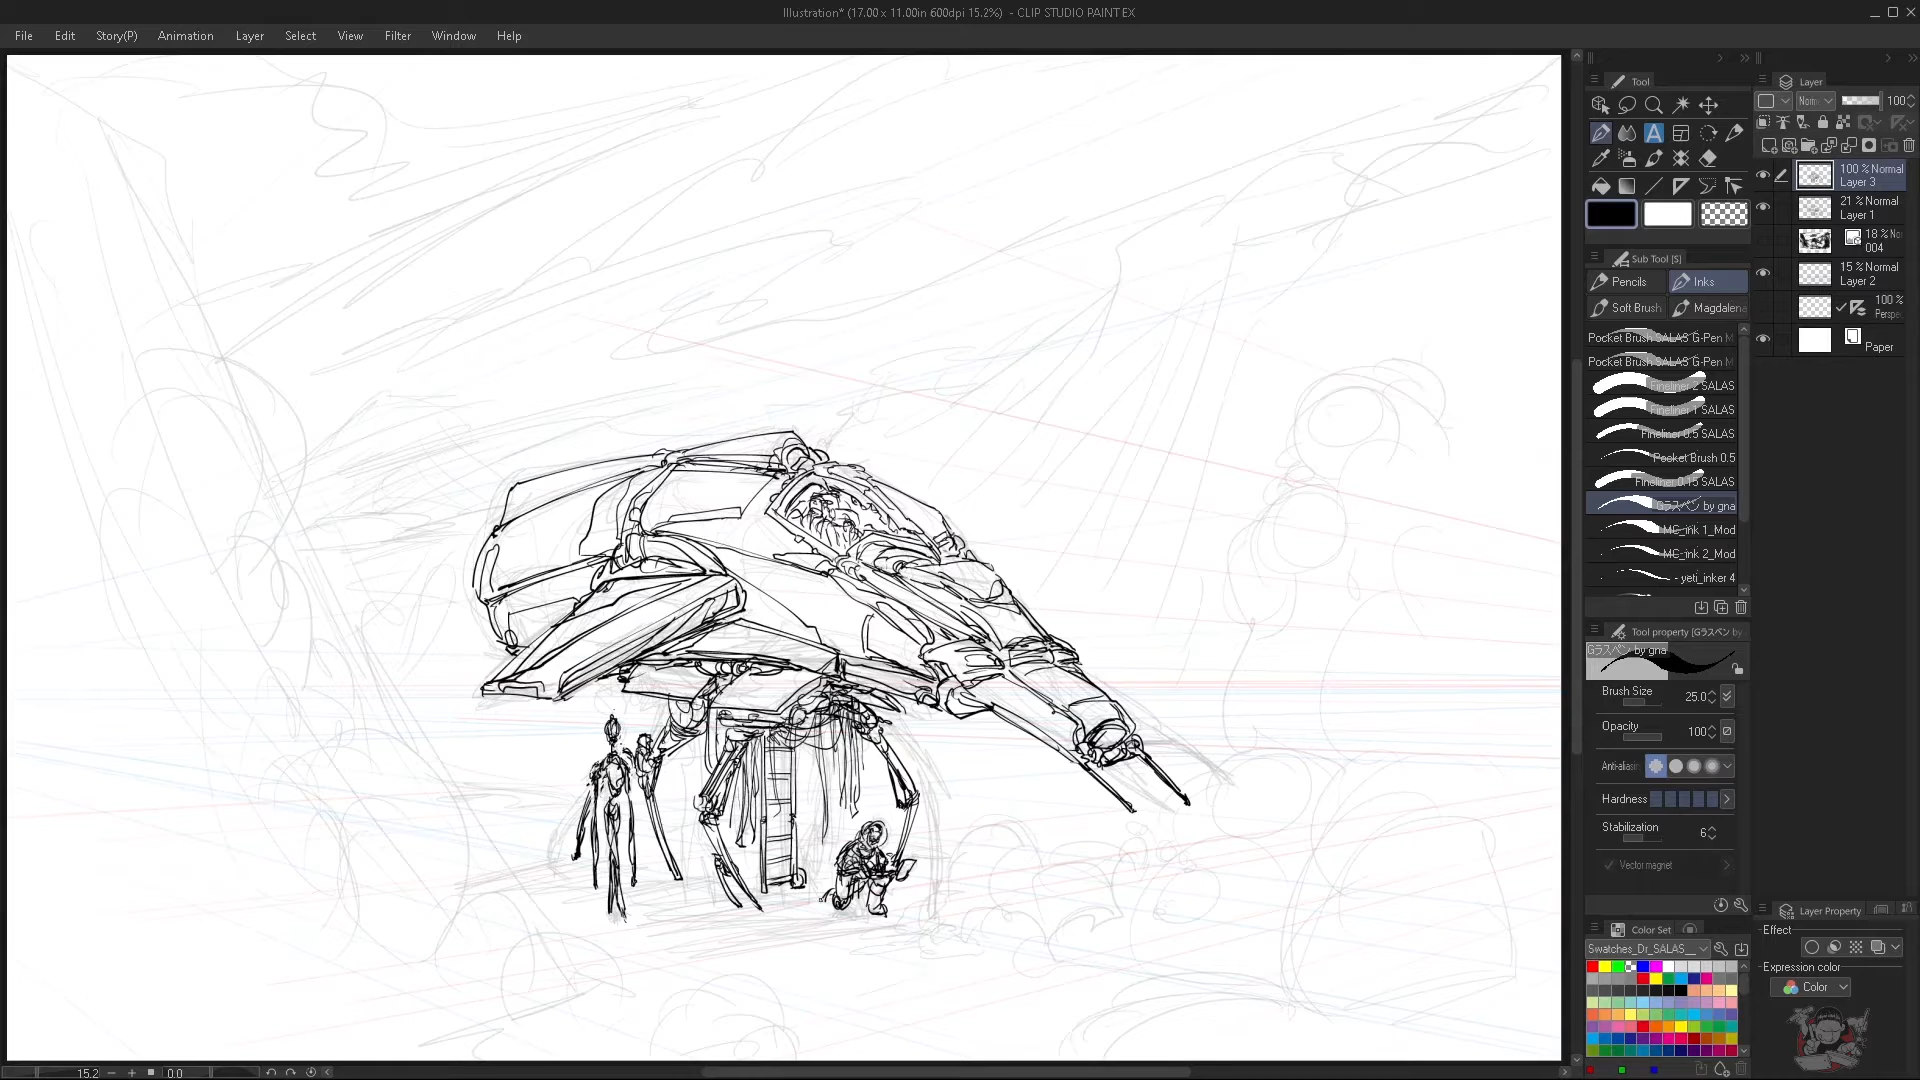 Illustration* (17.00 x 11.00in 600dpi 15.2%) - CLIP STUDIO PAINT EX
File Edit Story(P) Animation Layer Select View Filter Window Help
Tool
Layer
Norm 100
100 % Normal
Layer 3
21 % Normal
Layer 1
18 % No
004
15 % Normal
Layer 2
100 %
Perspe
Paper
Sub Tool [S]
Pencils Inks
Soft Brush Magdalena
Pocket Brush SALAS G-Pen M
Pocket Brush SALAS G-Pen M
Fineliner 2 SALAS
Fineliner 1 SALAS
Fineliner 0.5 SALAS
Pocket Brush 0.5
Fineliner 0.15 SALAS
Gラスペン by gna
MC_ink 1_Mod
MC_ink 2_Mod
- yeti_inker 4
Tool property [Gラスペン by
Gラスペン by gna
Brush Size 25.0
Opacity 100
Anti-aliasin
Hardness
Stabilization 6
Vector magnet
Color Set
Swatches_Dr_SALAS__
Layer Property
Effect
Expression color
Color
15.2 0.0